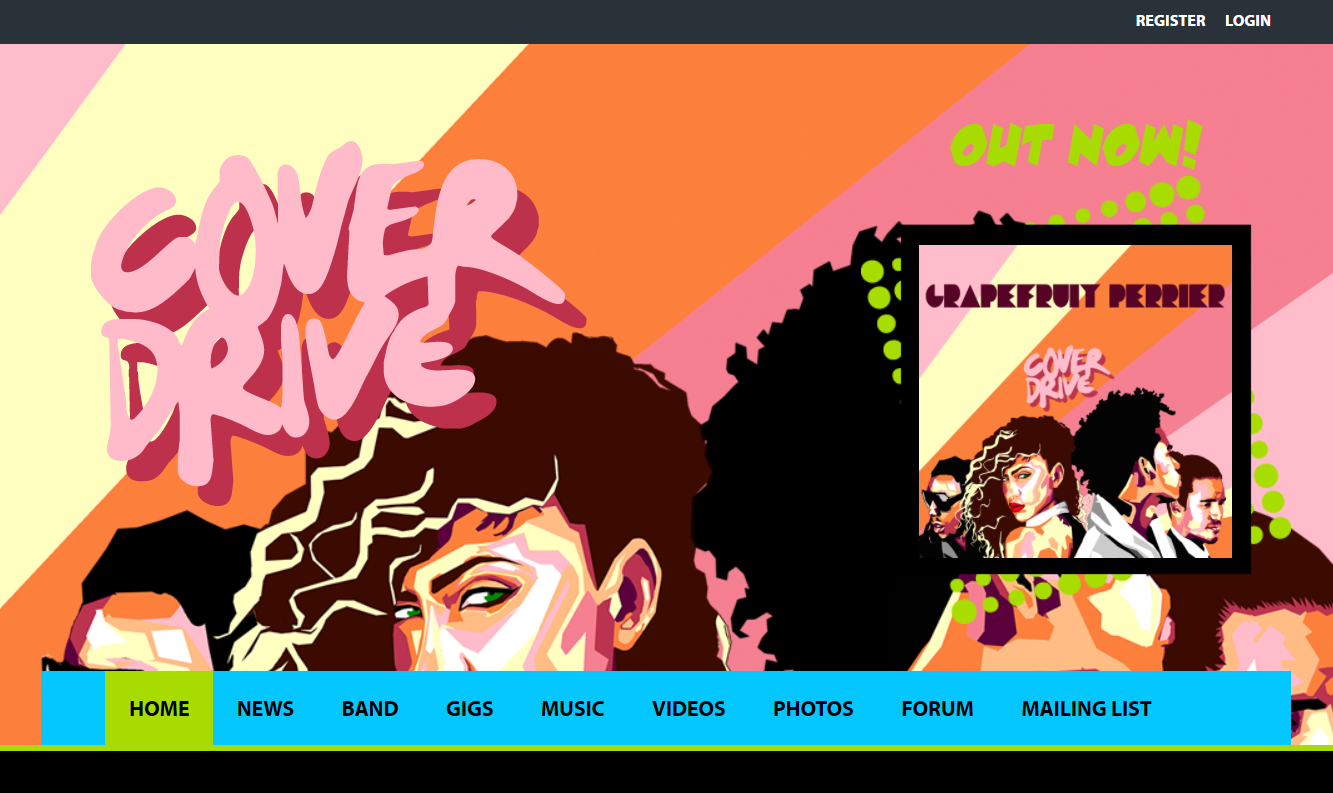 REGISTER LOGIN
COVER
DRIVE
OUT NOW!
GRAPEFRUIT PERRIER
COVER
DRIVE
HOME NEWS BAND GIGS MUSIC VIDEOS PHOTOS FORUM MAILING LIST